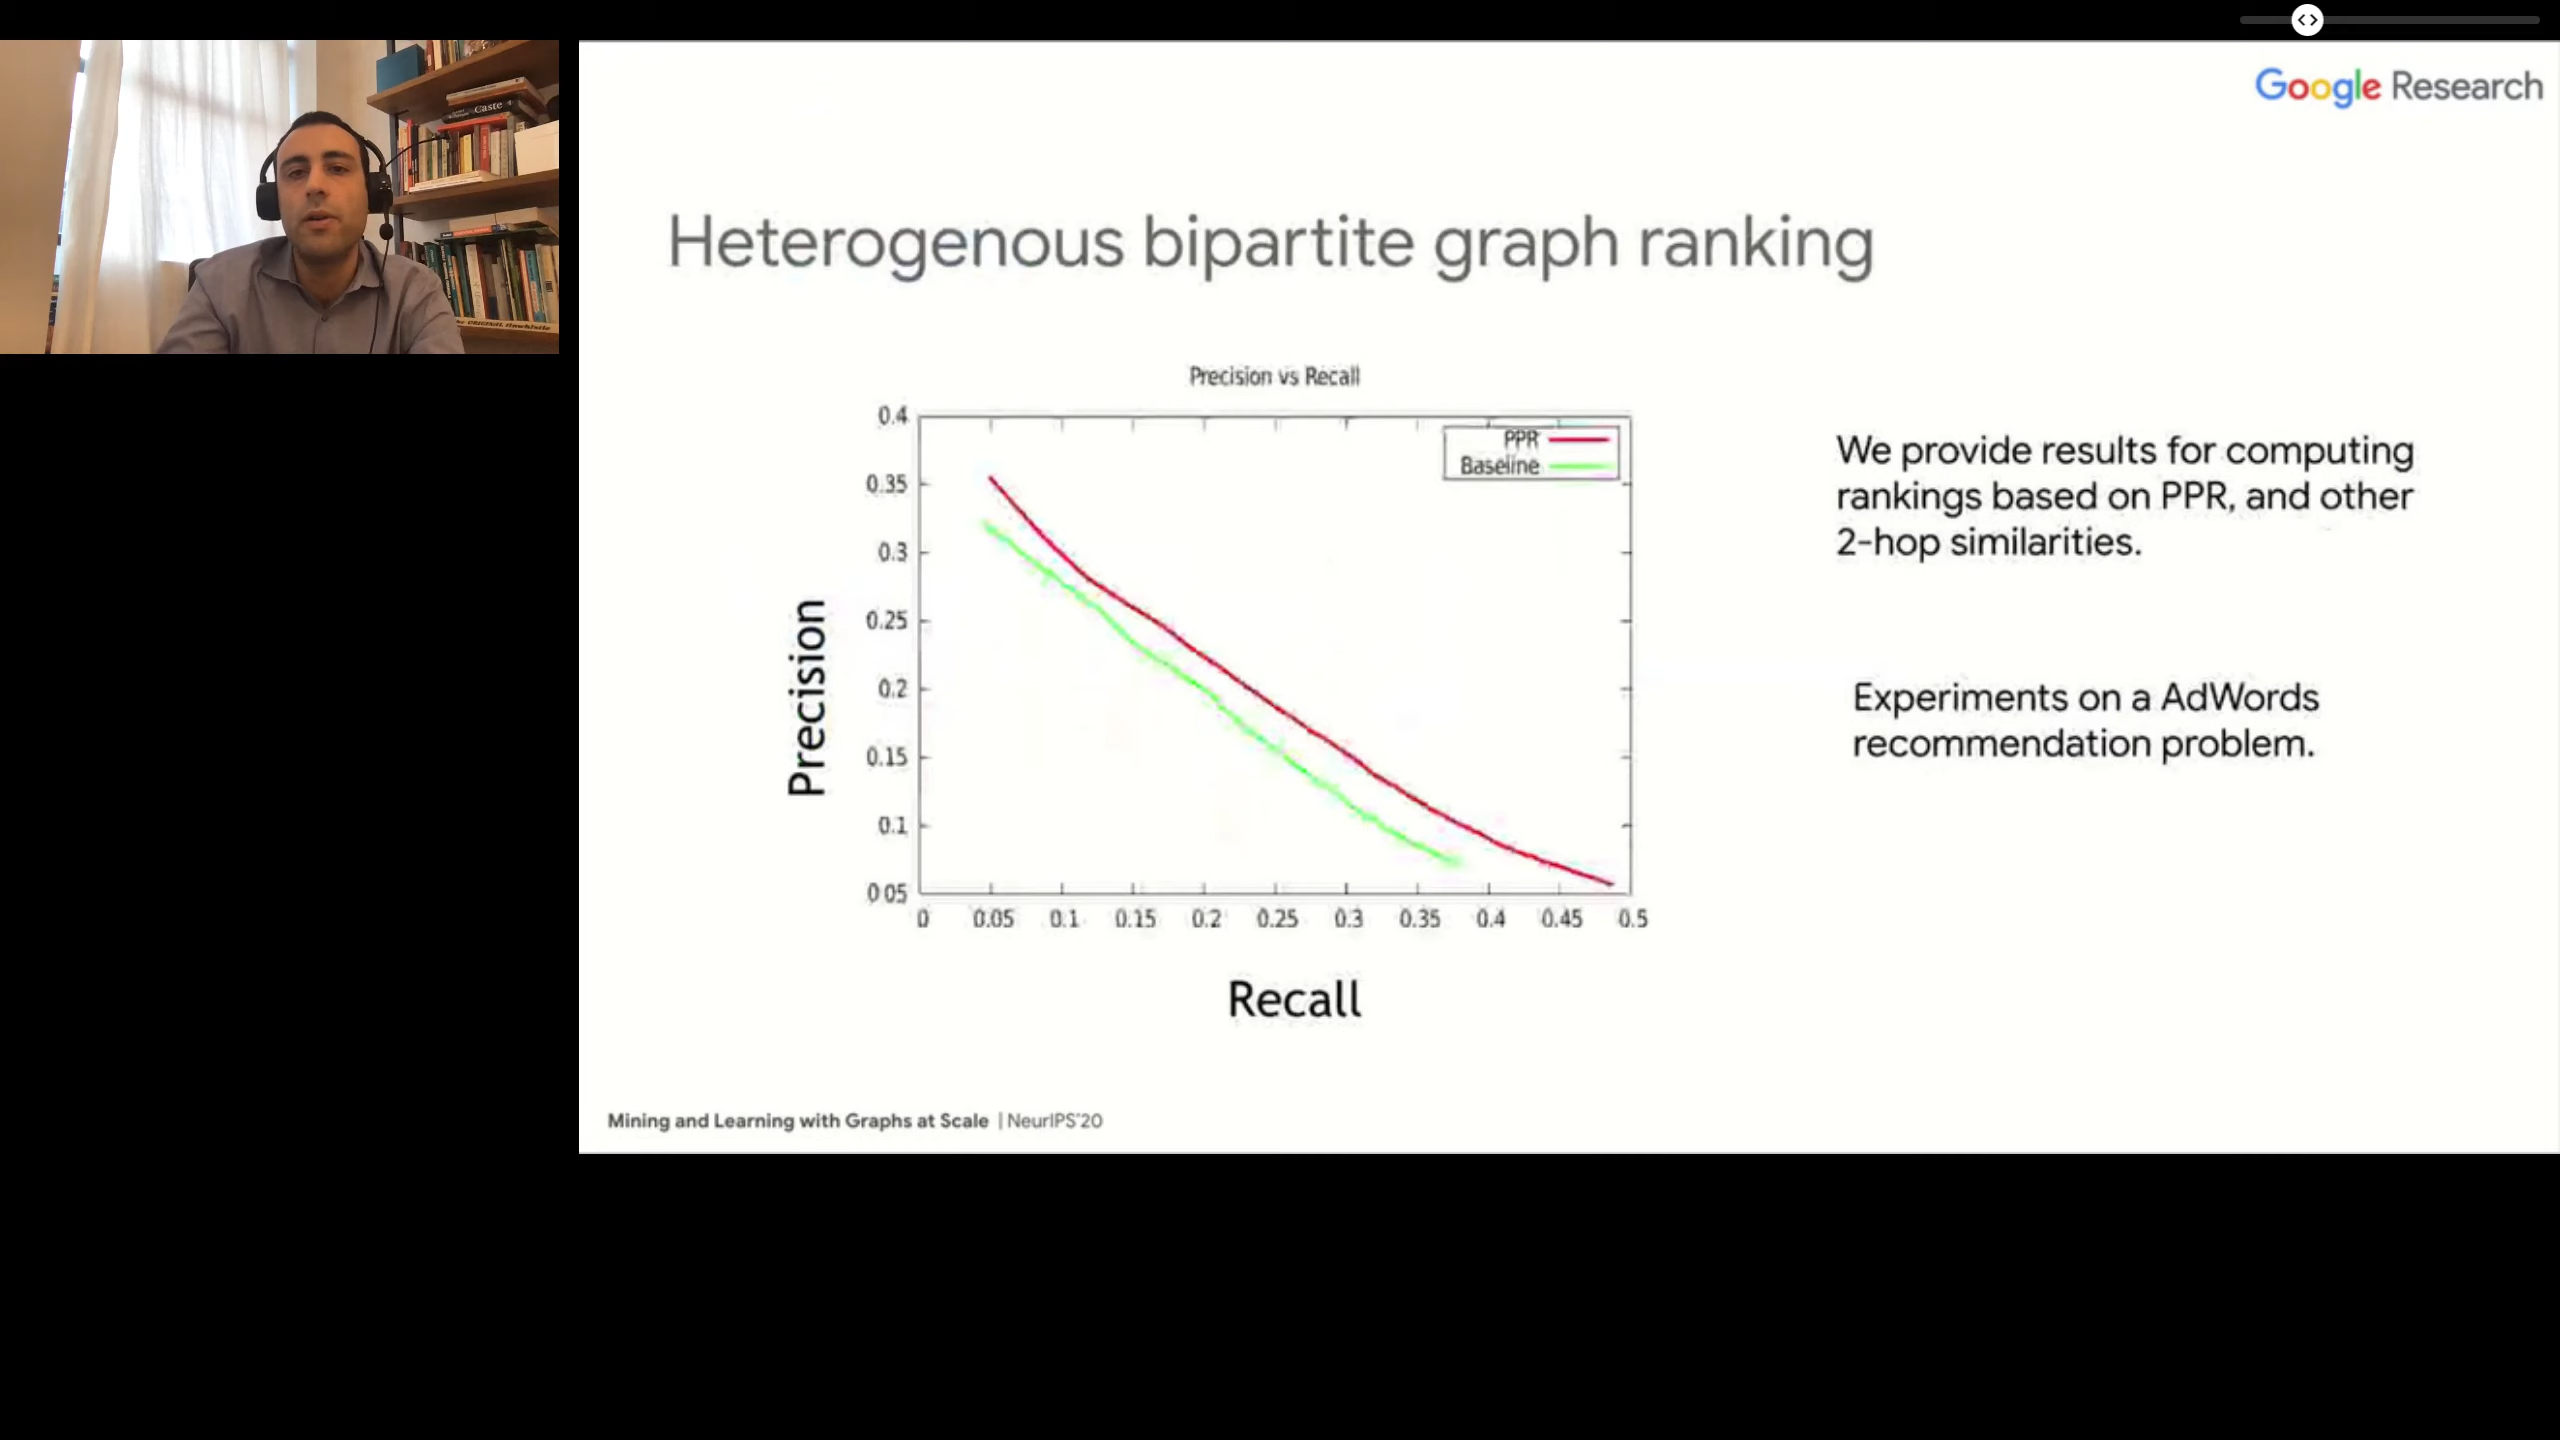 Caste
ORIGINAL
Google Research
Heterogenous bipartite graph ranking
Precision vs Recall
PPR
Baseline
0.4
0.35
0.3
0.25
0.2
0.15
0.1
0.05
Precision
0 0.05 0.1 0.15 0.2 0.25 0.3 0.35 0.4 0.45 0.5
Recall
We provide results for computing
rankings based on PPR, and other
2-hop similarities.
Experiments on a AdWords
recommendation problem.
Mining and Learning with Graphs at Scale | NeurIPS'20